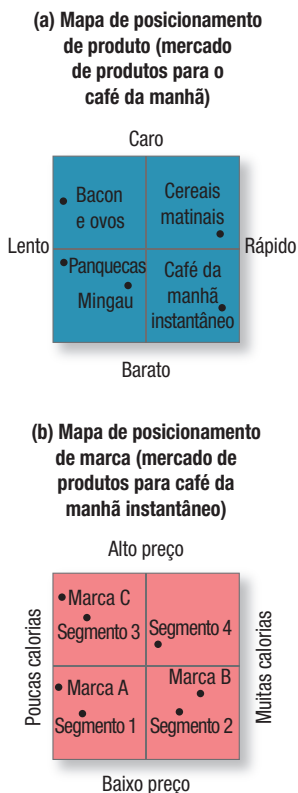 (a) Mapa de posicionamento
de produto (mercado
de produtos para o
café da manhã)
Caro
Bacon
e ovos
Cereais
matinais
Lento
Rápido
Panquecas
Mingau
Café da
manhã
instantâneo
Barato
(b) Mapa de posicionamento
de marca (mercado de
produtos para café da
manhã instantâneo)
Alto preço
Poucas calorias
Marca C
Segmento 3
Segmento 4
Marca A
Segmento 1
Marca B
Segmento 2
Muitas calorias
Baixo preço